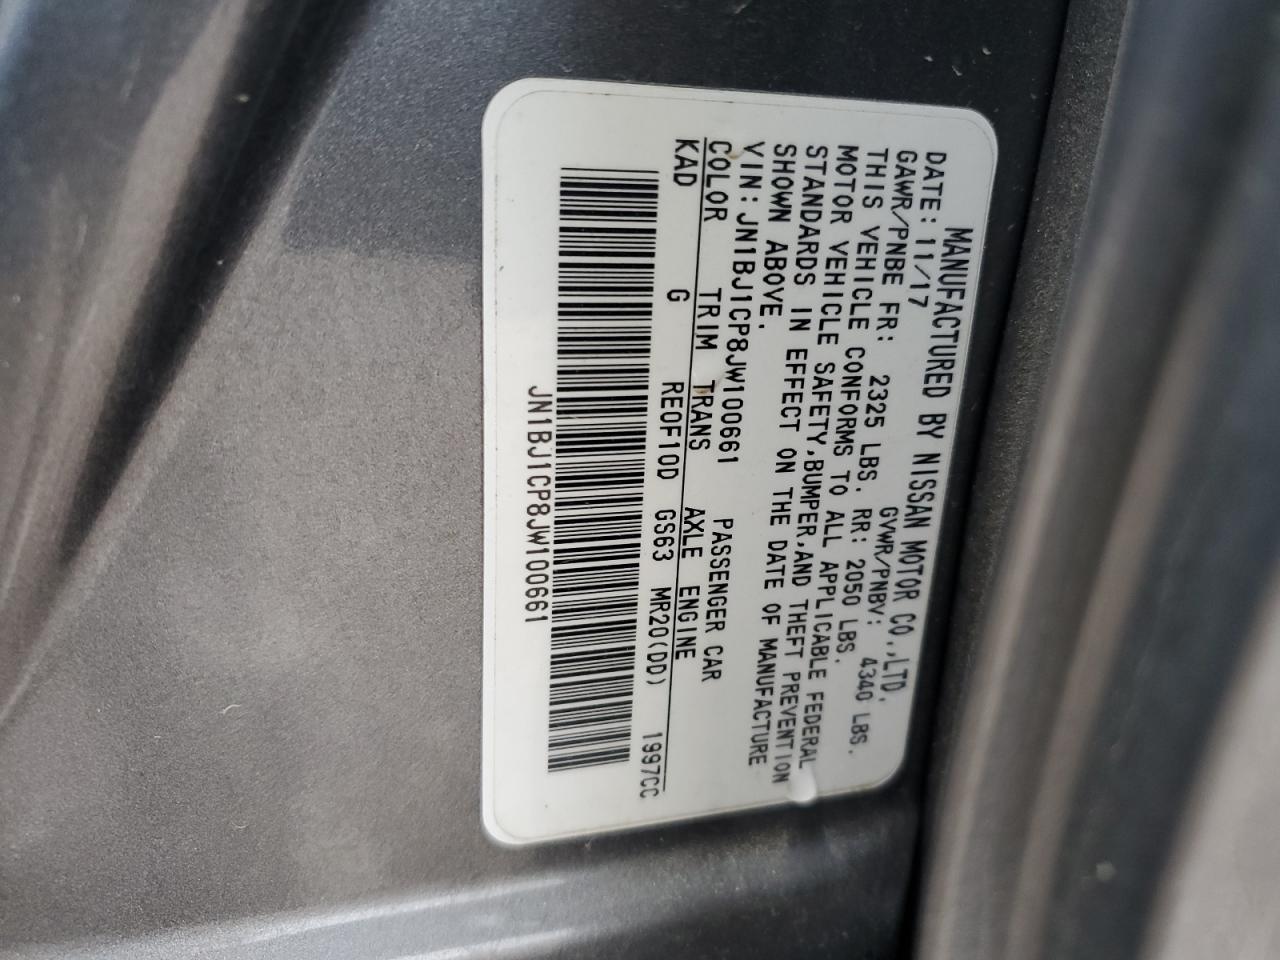 MANUFACTURED BY NISSAN MOTOR CO.,LTD.
DATE: 11/17 GVWR/PNBV: 4340 LBS.
GAWR/PNBE FR: 2325 LBS. RR: 2050 LBS.
THIS VEHICLE CONFORMS TO ALL APPLICABLE FEDERAL
MOTOR VEHICLE SAFETY,BUMPER,AND THEFT PREVENTION
STANDARDS IN EFFECT ON THE DATE OF MANUFACTURE
SHOWN ABOVE.
VIN: JN1BJ1CP8JW100661 PASSENGER CAR
COLOR TRIM TRANS AXLE ENGINE
KAD G RE0F10D GS63 MR20(DD) 1997CC
JN1BJ1CP8JW100661